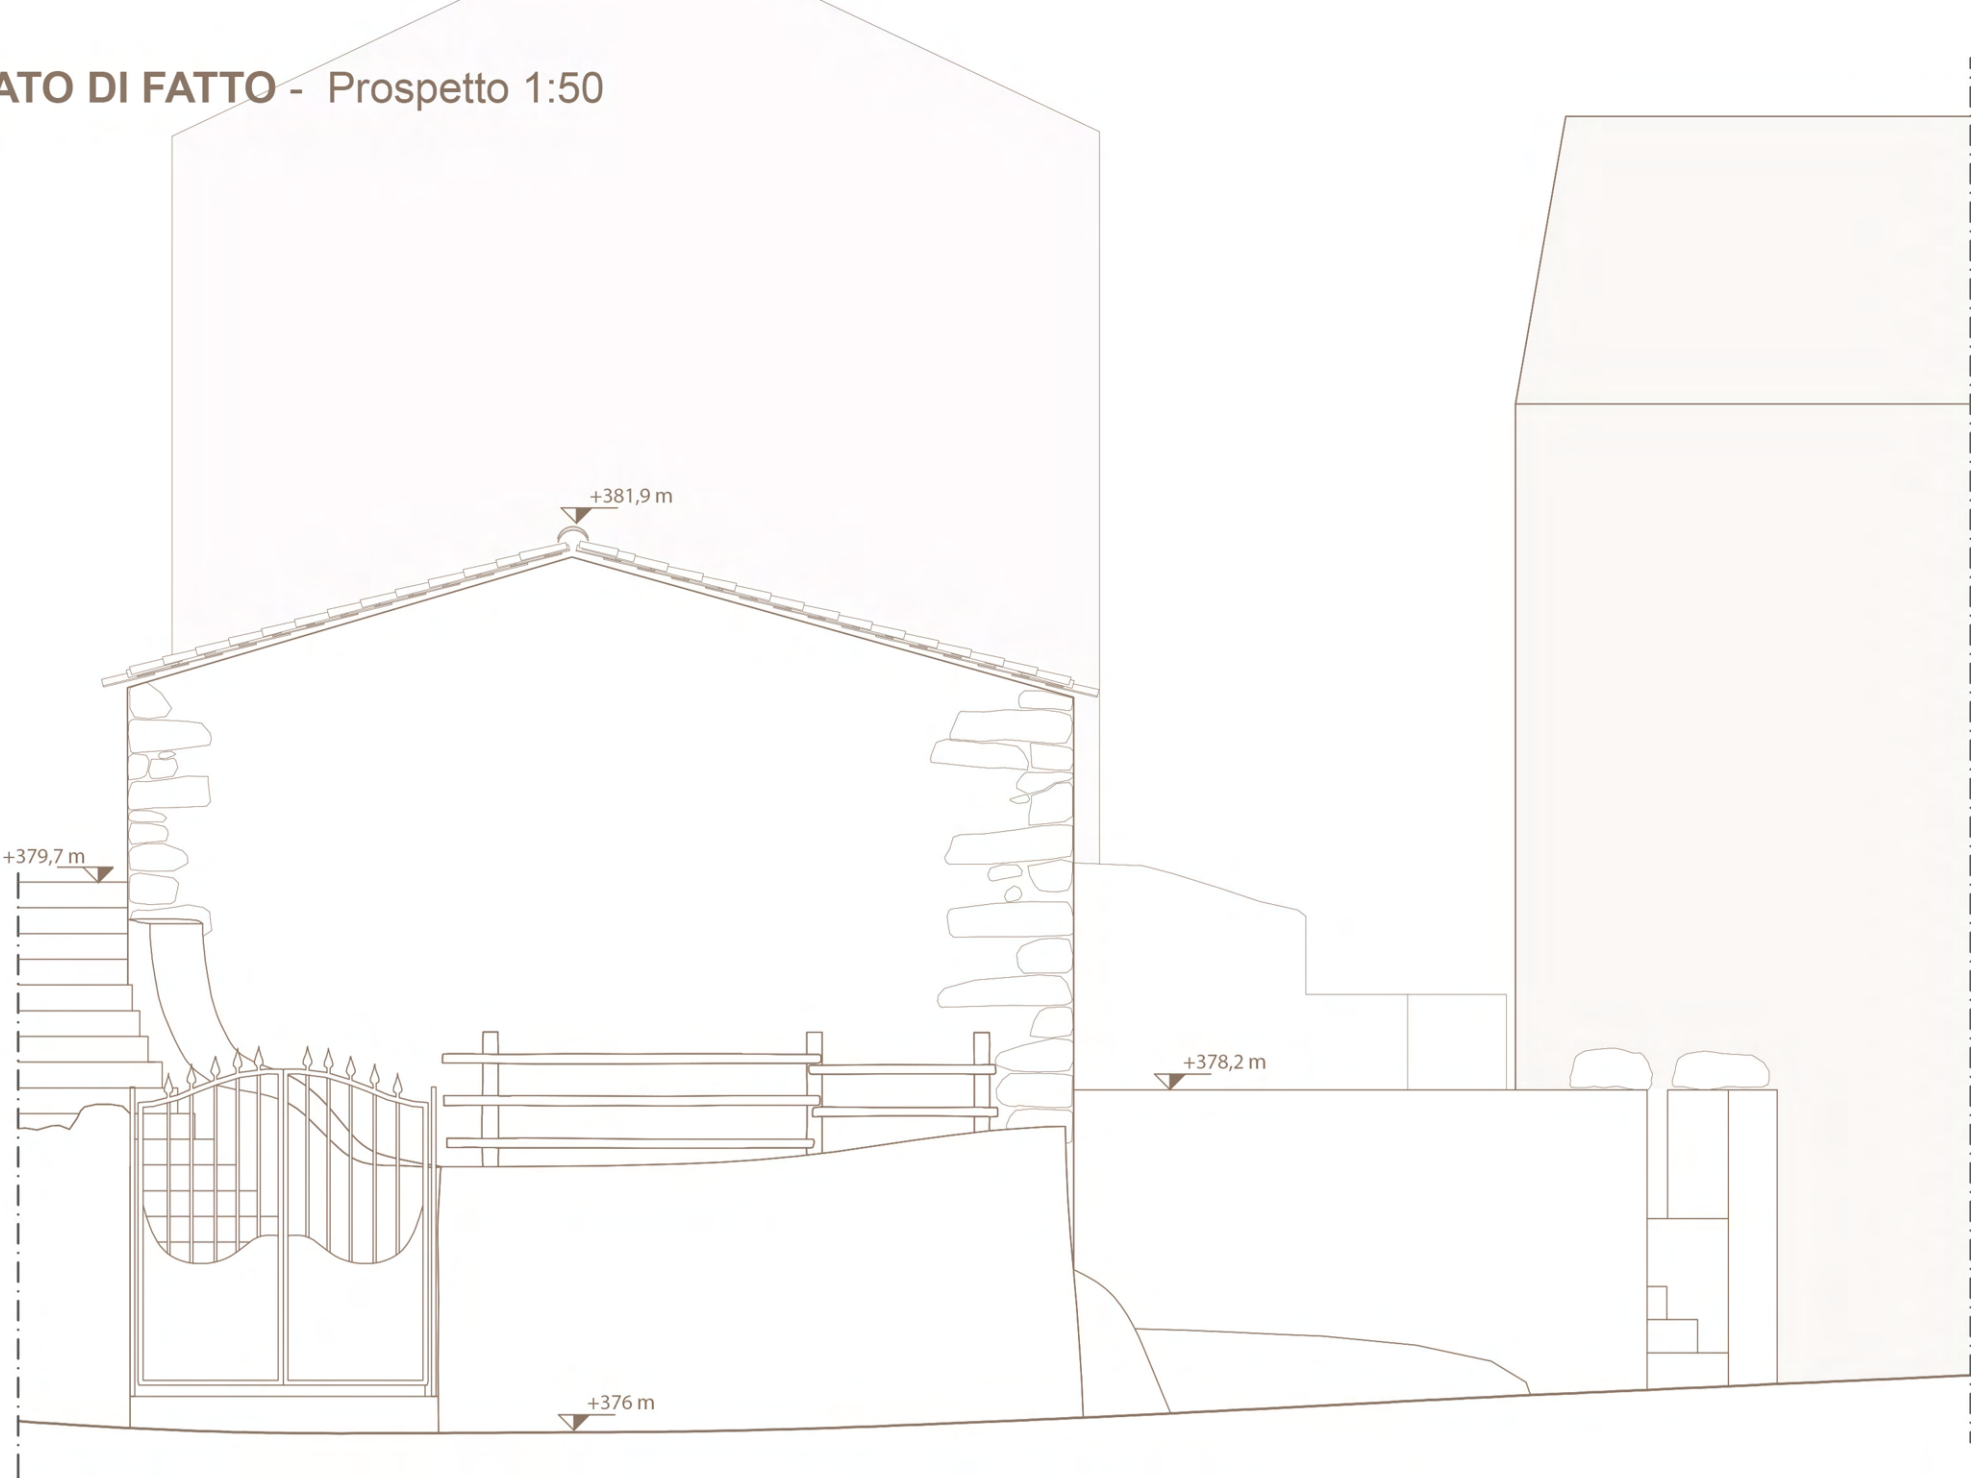 ATO DI FATTO - Prospetto 1:50
+381,9 m
+379,7 m
+378,2 m
+376 m